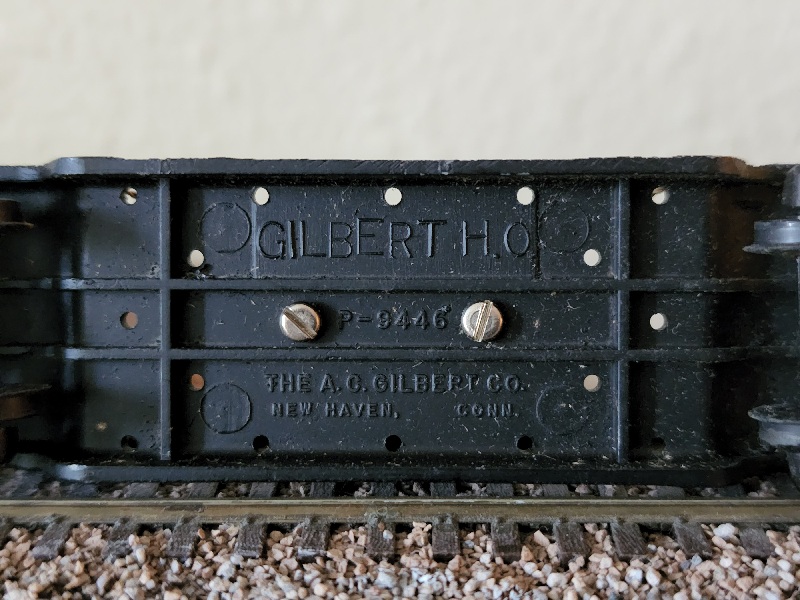 GILBERT H.O
P-9446
THE A.C. GILBERT CO.
NEW HAVEN, CONN.